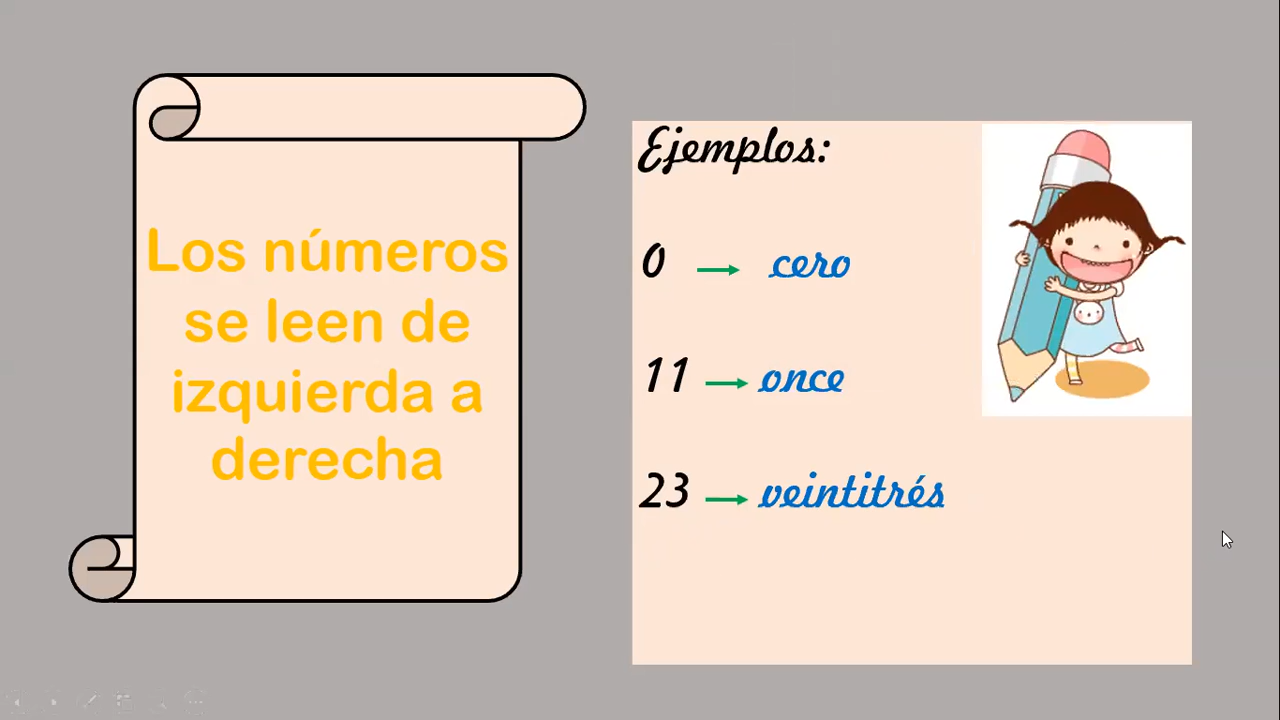 Los números
se leen de
izquierda a
derecha
Ejemplos:
0 → cero
11 → once
23 → veintitrés